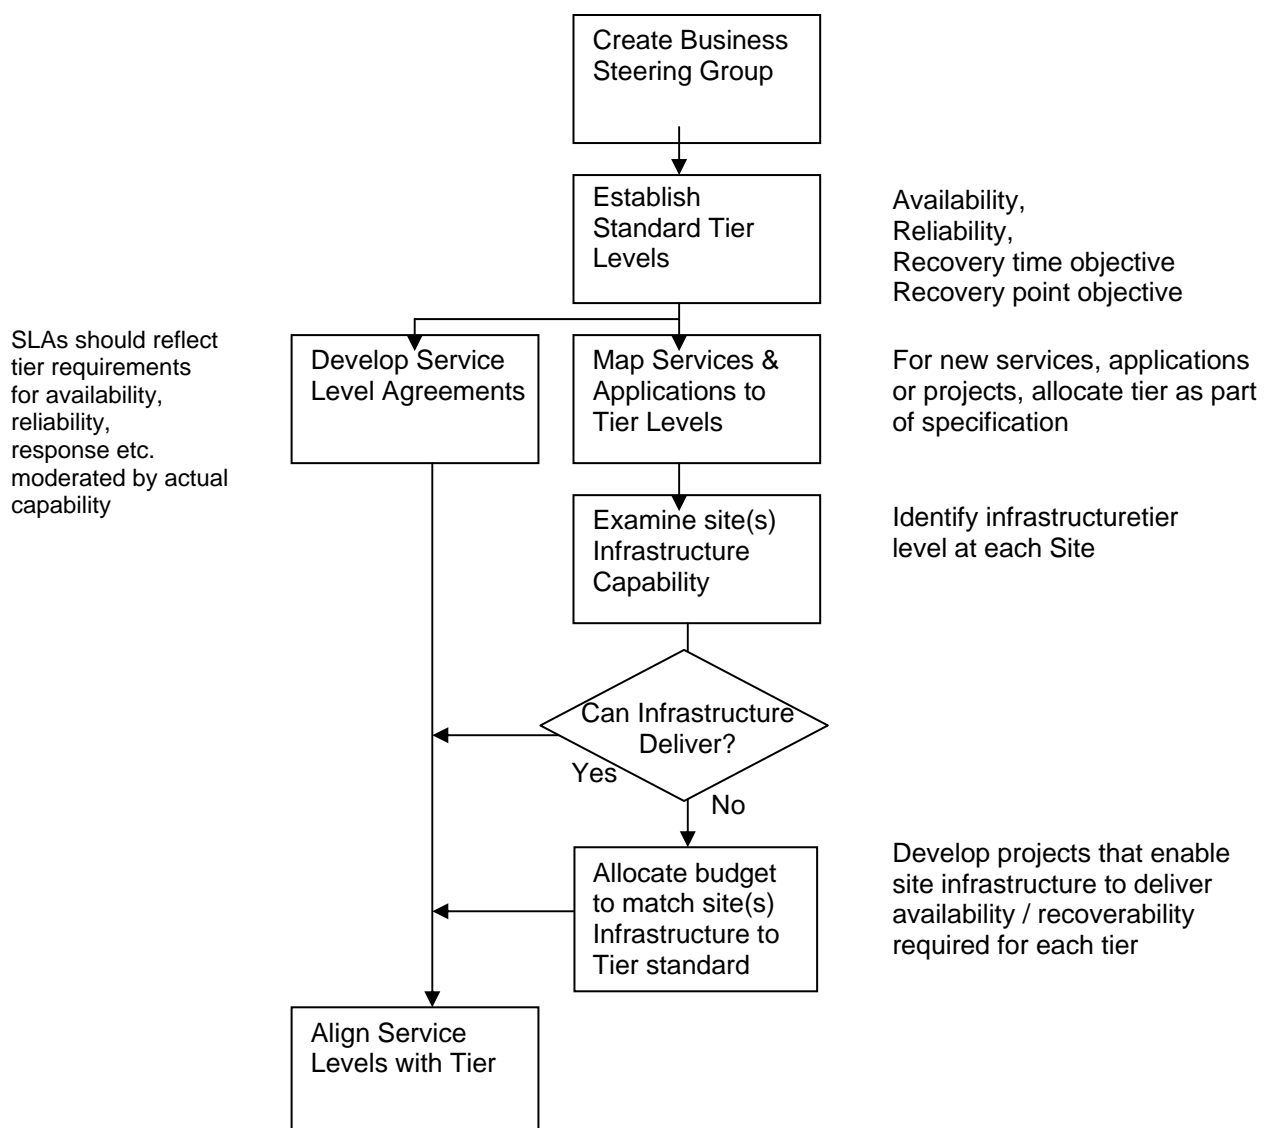 Create Business
Steering Group
Establish
Standard Tier
Levels
Availability,
Reliability,
Recovery time objective
Recovery point objective
SLAs should reflect
tier requirements
for availability,
reliability,
response etc.
moderated by actual
capability
Develop Service
Level Agreements
Map Services &
Applications to
Tier Levels
For new services, applications
or projects, allocate tier as part
of specification
Examine site(s)
Infrastructure
Capability
Identify infrastructuretier
level at each Site
Can Infrastructure
Deliver?
Yes
No
Allocate budget
to match site(s)
Infrastructure to
Tier standard
Develop projects that enable
site infrastructure to deliver
availability / recoverability
required for each tier
Align Service
Levels with Tier